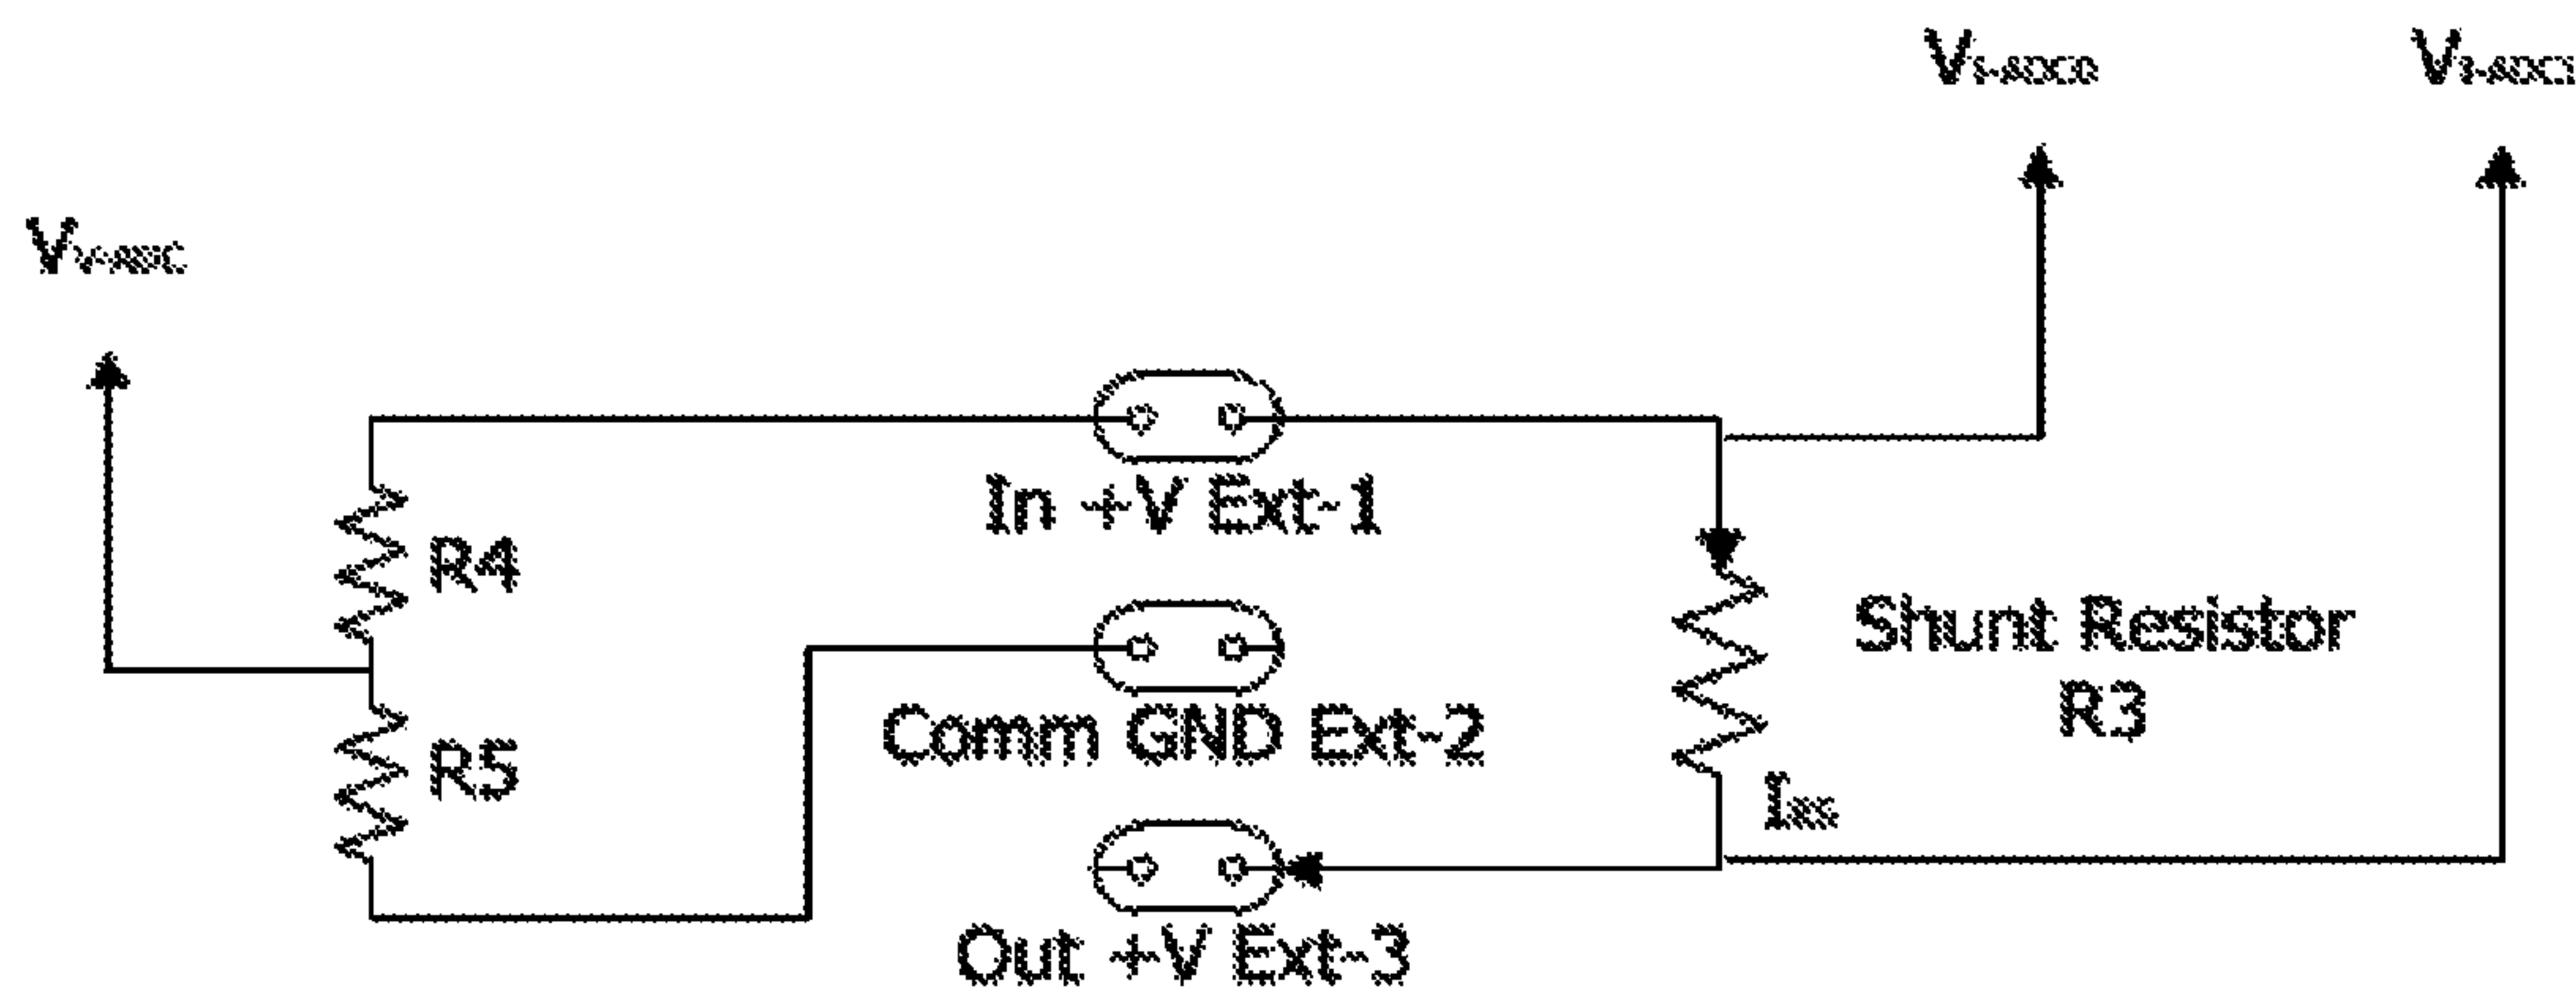 V
V
V
In +V Ext-1
R4
Shunt Resistor
R3
Comm GND Ext-2
R5
I
Out +V Ext-3